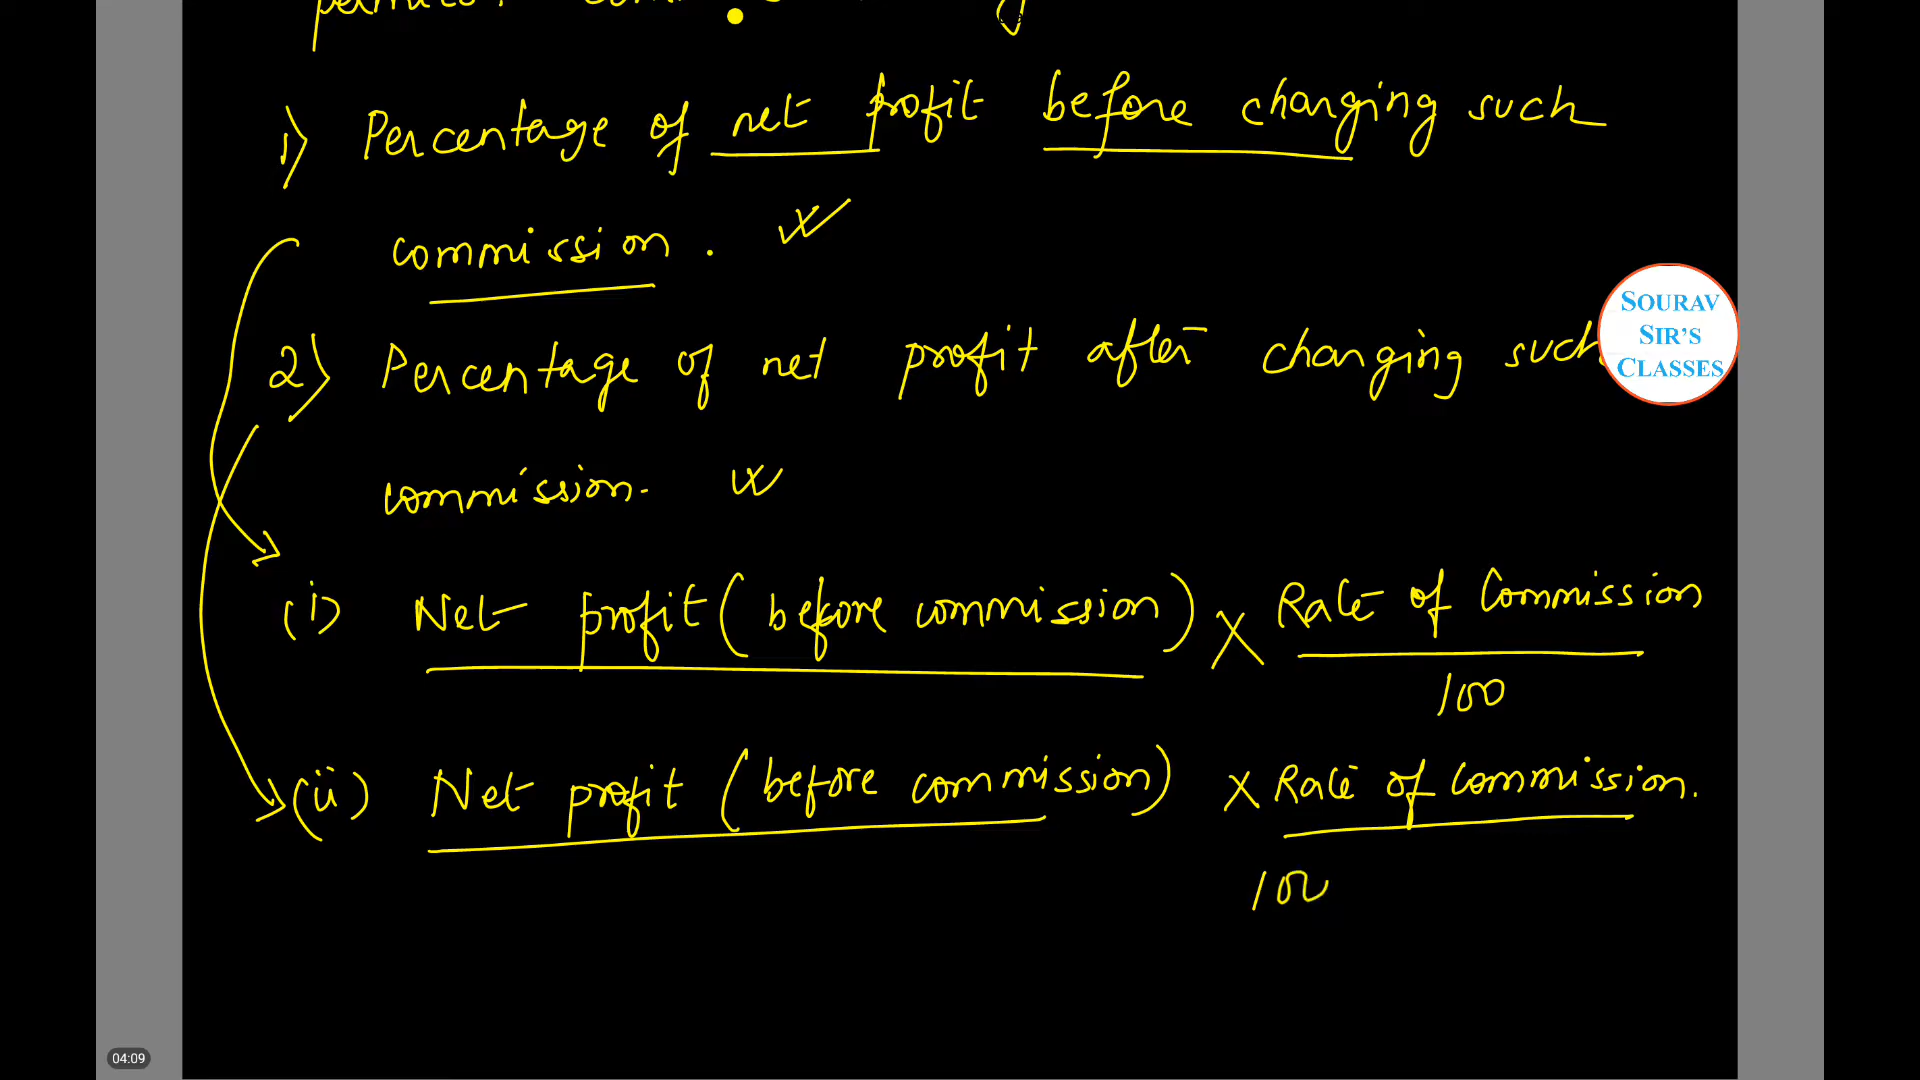 1) Percentage of net profit before changing such
commission.
SOURAV
SIR'S
CLASSES
2) Percentage of net profit after changing such
commission.
(i) Net profit (before commission) X Rate of Commission
100
(ii) Net profit (before commission) X Rate of commission.
100
04:09